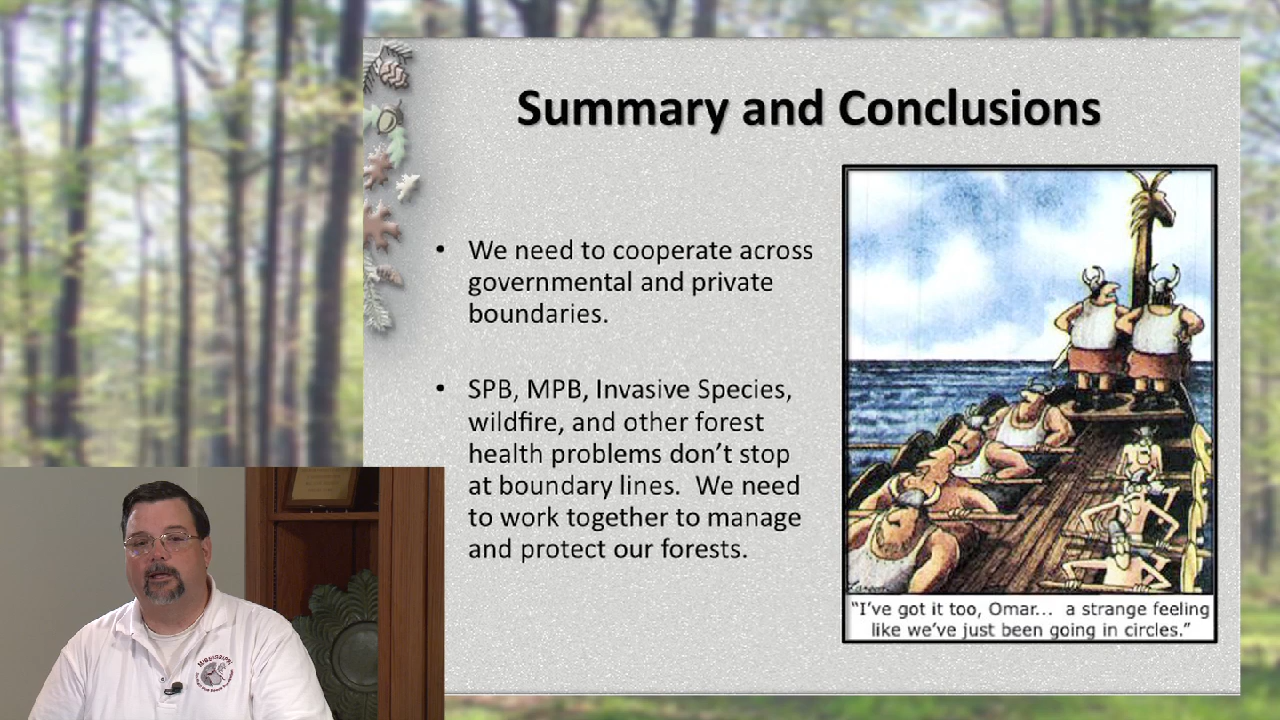 Summary and Conclusions
• We need to cooperate across
governmental and private
boundaries.
• SPB, MPB, Invasive Species,
wildfire, and other forest
health problems don't stop
at boundary lines.  We need
to work together to manage
and protect our forests.
"I've got it too, Omar... a strange feeling
like we've just been going in circles."
MISSISSIPPI